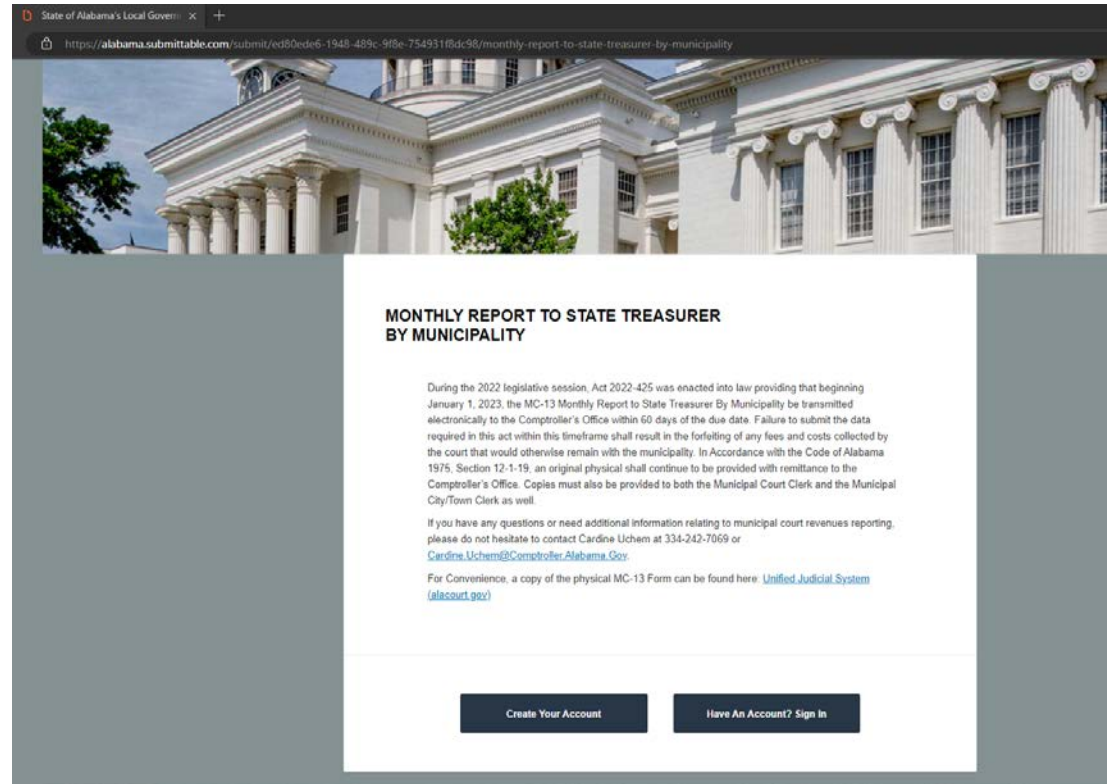 State of Alabama's Local Govern
https://alabama.submittable.com/submit/ed80ede6-1948-489c-9f8e-754931f8dc98/monthly-report-to-state-treasurer-by-municipality
MONTHLY REPORT TO STATE TREASURER
BY MUNICIPALITY
During the 2022 legislative session, Act 2022-425 was enacted into law providing that beginning
January 1, 2023, the MC-13 Monthly Report to State Treasurer By Municipality be transmitted
electronically to the Comptroller's Office within 60 days of the due date. Failure to submit the data
required in this act within this timeframe shall result in the forfeiting of any fees and costs collected by
the court that would otherwise remain with the municipality. In Accordance with the Code of Alabama
1975, Section 12-1-19, an original physical shall continue to be provided with remittance to the
Comptroller's Office. Copies must also be provided to both the Municipal Court Clerk and the Municipal
City/Town Clerk as well.
If you have any questions or need additional information relating to municipal court revenues reporting,
please do not hesitate to contact Cardine Uchem at 334-242-7069 or
Cardine.Uchem@Comptroller.Alabama.Gov.
For Convenience, a copy of the physical MC-13 Form can be found here: Unified Judicial System
(alacourt.gov)
Create Your Account
Have An Account? Sign In